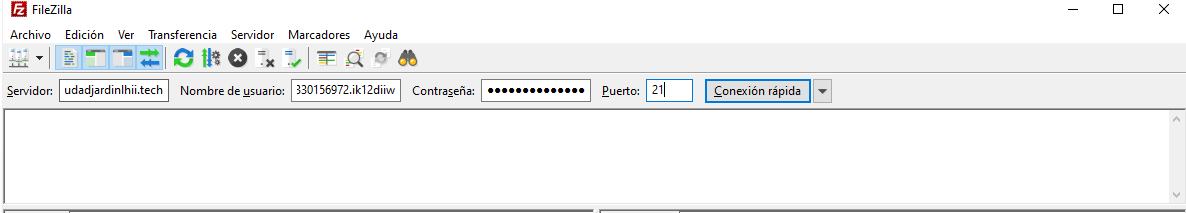 FileZilla
Archivo Edición Ver Transferencia Servidor Marcadores Ayuda
Servidor: udadjardinlhii.tech Nombre de usuario: 330156972.ik12diiw Contraseña: ●●●●●●●●●●●●●● Puerto: 21 Conexión rápida